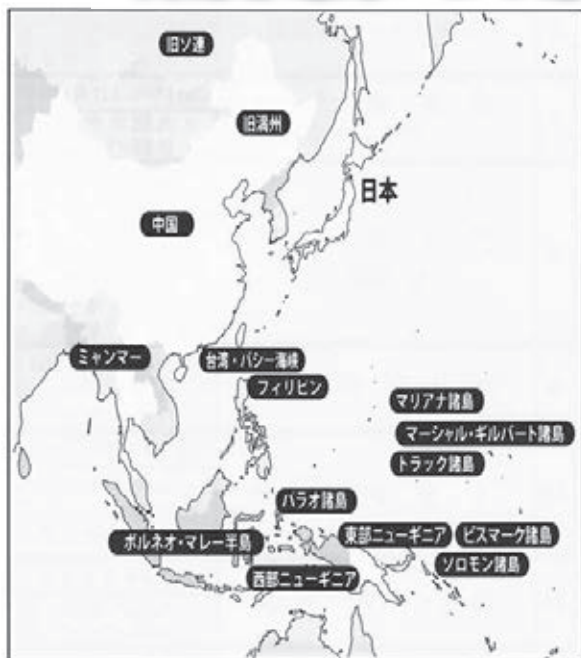 旧ソ連
旧満州
日本
中国
ミャンマー
台湾・バシー海峡
フィリピン
マリアナ諸島
マーシャル・ギルバート諸島
トラック諸島
パラオ諸島
ボルネオ・マレー半島
東部ニューギニア
ビスマーク諸島
ソロモン諸島
西部ニューギニア